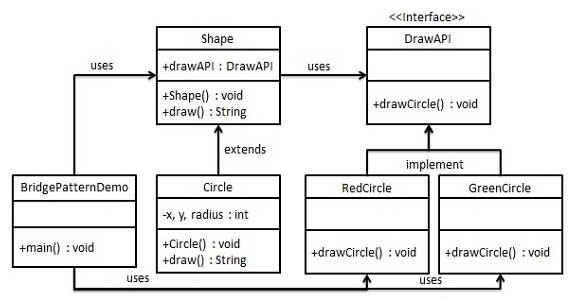 <<Interface>>
Shape
DrawAPI
+drawAPI : DrawAPI
uses
uses
+Shape() : void
+draw() : String
+drawCircle() : void
extends
implement
BridgePatternDemo
Circle
RedCircle
GreenCircle
-x, y, radius : int
+main() : void
+Circle() : void
+draw() : String
+drawCircle() : void
+drawCircle() : void
uses
uses